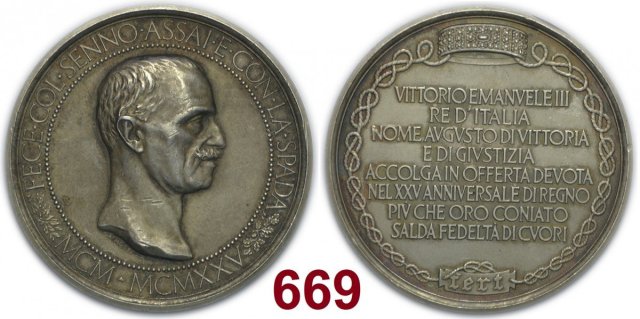 FECE·COL·SENNO·ASSAI·E·CON·LA·SPADA
MCM·MCMXXV
VITTORIO EMANVELE III
RE D'ITALIA
NOME AVGVSTO DI VITTORIA
E DI GIVSTIZIA
ACCOLGA IN OFFERTA DEVOTA
NEL XXV ANNIVERSALE DI REGNO
PIV CHE ORO CONIATO
SALDA FEDELTÀ DI CVORI
fert
669